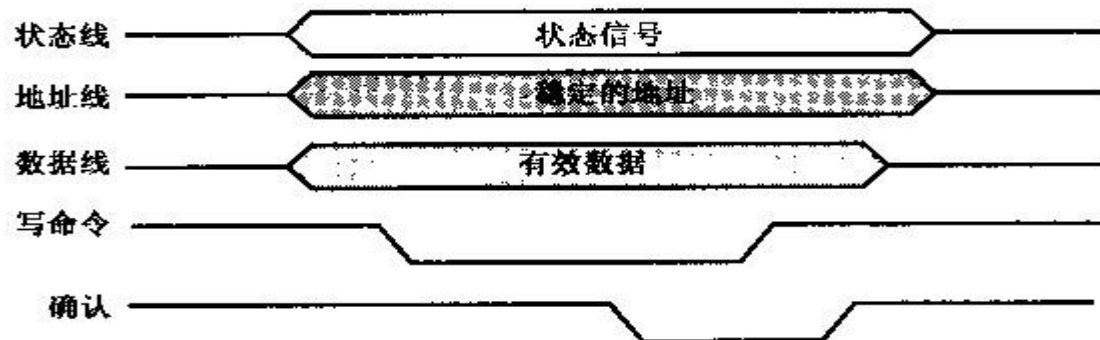 状态线 状态信号
地址线 稳定的地址
数据线 有效数据
写命令
确认